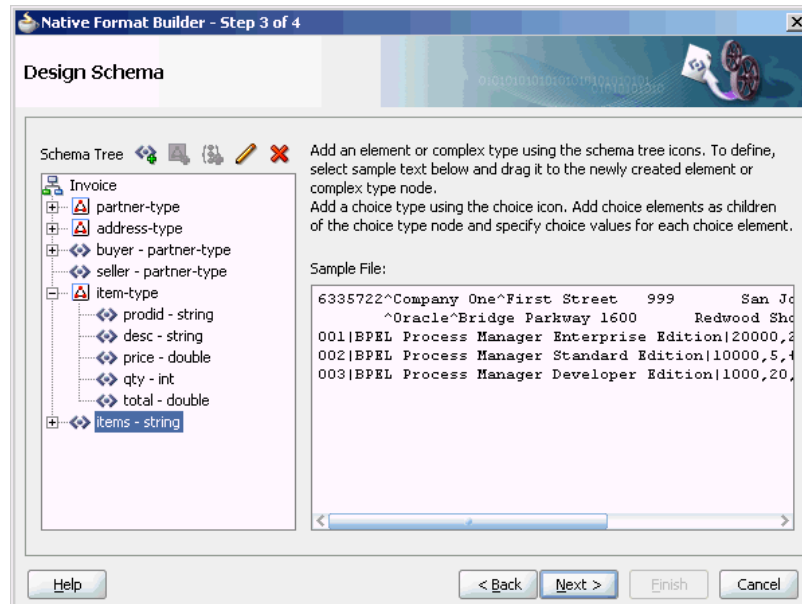 Native Format Builder - Step 3 of 4
Design Schema
Schema Tree
Invoice
partner-type
address-type
buyer - partner-type
seller - partner-type
item-type
prodid - string
desc - string
price - double
qty - int
total - double
items - string
Add an element or complex type using the schema tree icons. To define,
select sample text below and drag it to the newly created element or
complex type node.
Add a choice type using the choice icon. Add choice elements as children
of the choice type node and specify choice values for each choice element.
Sample File:
6335722^Company One^First Street 999 San Jo
^Oracle^Bridge Parkway 1600 Redwood Sho
001|BPEL Process Manager Enterprise Edition|20000,2
002|BPEL Process Manager Standard Edition|10000,5,
003|BPEL Process Manager Developer Edition|1000,20,
Help
< Back
Next >
Finish
Cancel